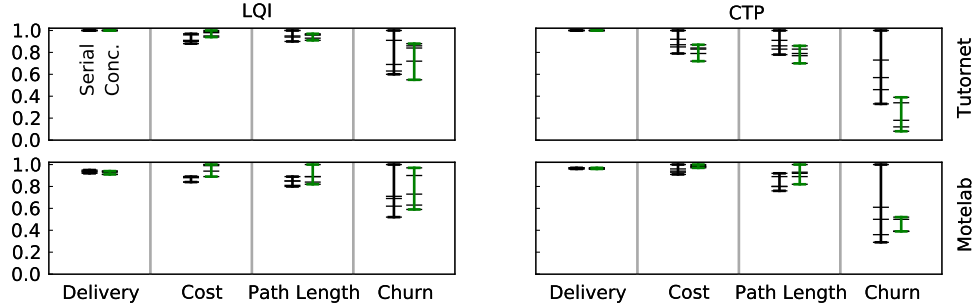 LQI
CTP
1.0
0.8
0.6
0.4
0.2
0.0
Serial
Conc.
Tutornet
1.0
0.8
0.6
0.4
0.2
0.0
Motelab
Delivery Cost Path Length Churn
Delivery Cost Path Length Churn